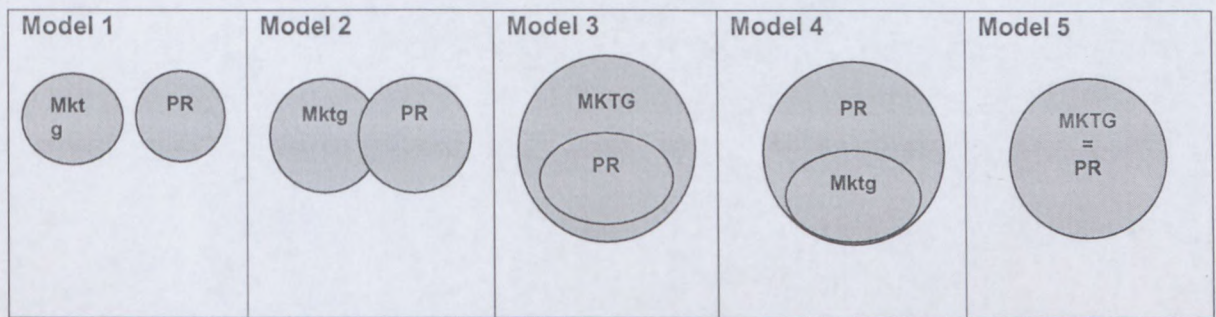 Model 1
Mkt
g
PR
Model 2
Mktg
PR
Model 3
MKTG
PR
Model 4
PR
Mktg
Model 5
MKTG
=
PR